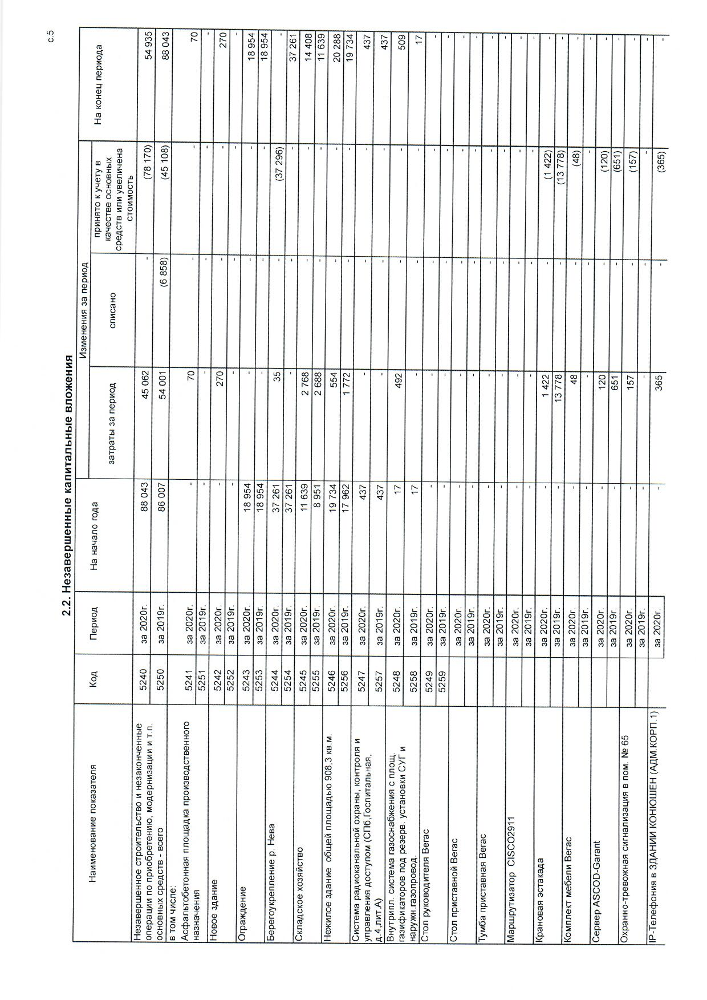 с.5
2.2. Незавершенные капитальные вложения
Наименование показателя | Код | Период | На начало года | Изменения за период | На конец периода
затраты за период | списано | принято к учету в
качестве основных
средств или увеличена
стоимость
Незавершенное строительство и незаконченные
операции по приобретению, модернизации и т.п.
основных средств - всего
5240 за 2020г. 88 043 45 062 - (78 170) 54 935
5250 за 2019г. 86 007 54 001 (6 858) (45 108) 88 043
в том числе:
Асфальтобетонная площадка производственного
назначения
5241 за 2020г. - 70 - - 70
5251 за 2019г. - - - - -
Новое здание
5242 за 2020г. - 270 - - 270
5252 за 2019г. - - - - -
Ограждение
5243 за 2020г. 18 954 - - - 18 954
5253 за 2019г. 18 954 - - - 18 954
Берегоукрепление р. Нева
5244 за 2020г. 37 261 35 - (37 296) -
5254 за 2019г. 37 261 - - - 37 261
Складское хозяйство
5245 за 2020г. 11 639 2 768 - - 14 408
5255 за 2019г. 8 951 2 688 - - 11 639
Нежилое здание общей площадью 908,3 кв.м.
5246 за 2020г. 19 734 554 - - 20 288
5256 за 2019г. 17 962 1 772 - - 19 734
Система радиоканальной охраны, контроля и
управления доступом (СПб,Госпитальная,
д.4,лит.А)
5247 за 2020г. 437 - - - 437
5257 за 2019г. 437 - - - 437
Внутрипл. система газоснабжения с площ.
газификаторов под резерв. установки СУГ и
наружн.газопровод.
5248 за 2020г. 17 492 - - 509
5258 за 2019г. 17 - - - 17
Стол руководителя Вегас
5249 за 2020г. - - - - -
5259 за 2019г. - - - - -
Стол приставной Вегас
за 2020г. - - - - -
за 2019г. - - - - -
Тумба приставная Вегас
за 2020г. - - - - -
за 2019г. - - - - -
Маршрутизатор CISCO2911
за 2020г. - - - - -
за 2019г. - - - - -
Крановая эстакада
за 2020г. - 1 422 - (1 422) -
за 2019г. - 13 778 - (13 778) -
Комплект мебели Вегас
за 2020г. - 48 - (48) -
за 2019г. - - - - -
Сервер ASCOD-Garant
за 2020г. - 120 - (120) -
за 2019г. - 651 - (651) -
Охранно-тревожная сигнализация в пом. № 65
за 2020г. - 157 - (157) -
за 2019г. - - - - -
IP-Телефония в ЗДАНИИ КОНЮШЕН (АДМ.КОРП.1)
за 2020г. - 365 - (365) -